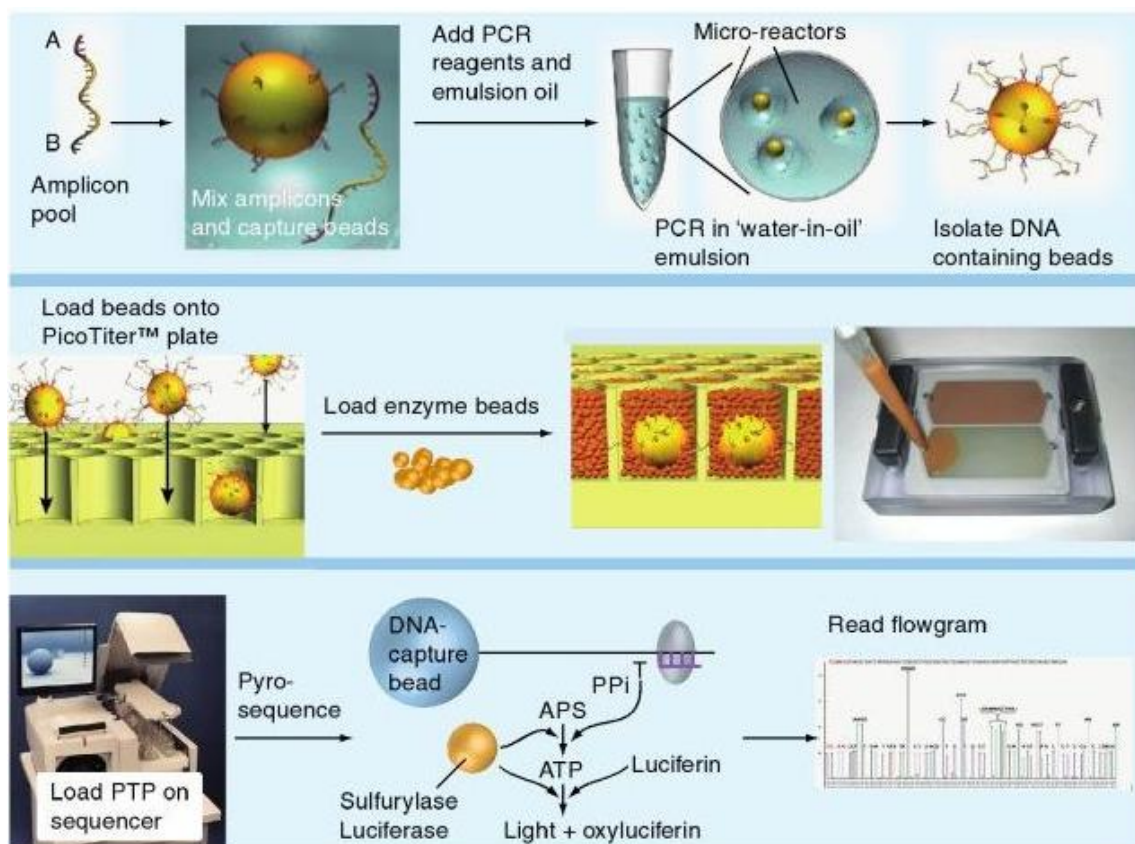 A
B
Amplicon
pool
Mix amplicons
and capture beads
Add PCR
reagents and
emulsion oil
Micro-reactors
PCR in ‘water-in-oil’
emulsion
Isolate DNA
containing beads
Load beads onto
PicoTiter™ plate
Load enzyme beads
Load PTP on
sequencer
Pyro-
sequence
DNA-
capture
bead
PPi
APS
ATP
Luciferin
Sulfurylase
Luciferase
Light + oxyluciferin
Read flowgram